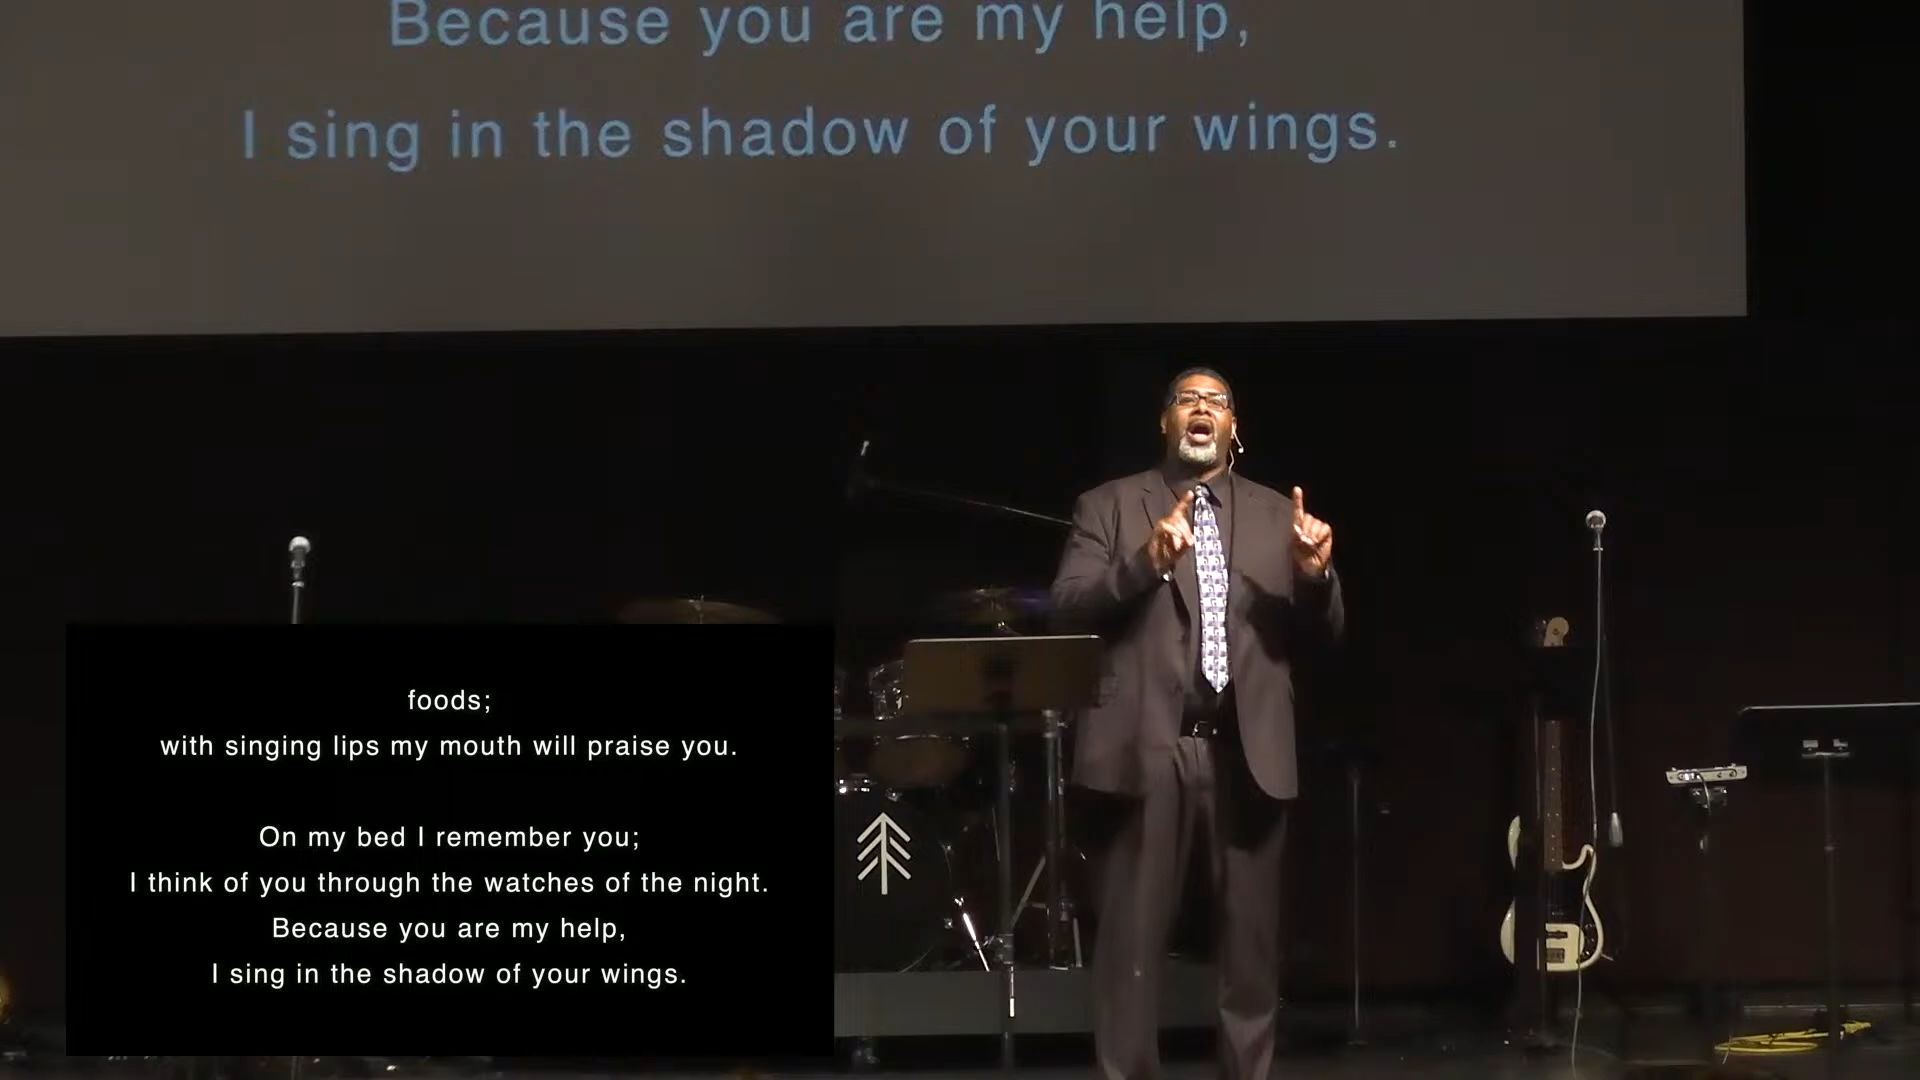 Because you are my help,
I sing in the shadow of your wings.
foods;
with singing lips my mouth will praise you.
On my bed I remember you;
I think of you through the watches of the night.
Because you are my help,
I sing in the shadow of your wings.